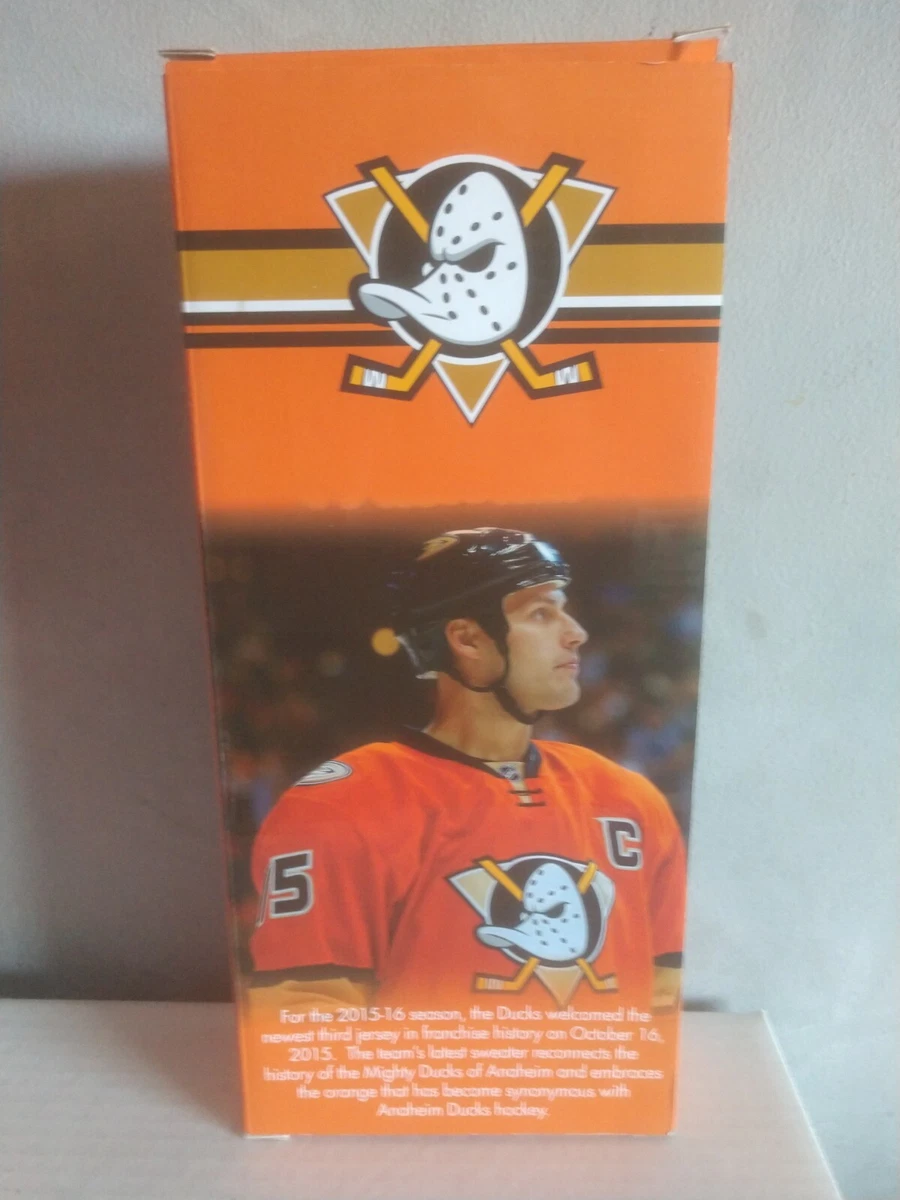 W W
C
15
For the 2015-16 season, the Ducks welcomed the
newest third jersey in franchise history on October 16,
2015. The team's latest sweater reconnects the
history of the Mighty Ducks of Anaheim and embraces
the orange that has become synonymous with
Anaheim Ducks hockey.